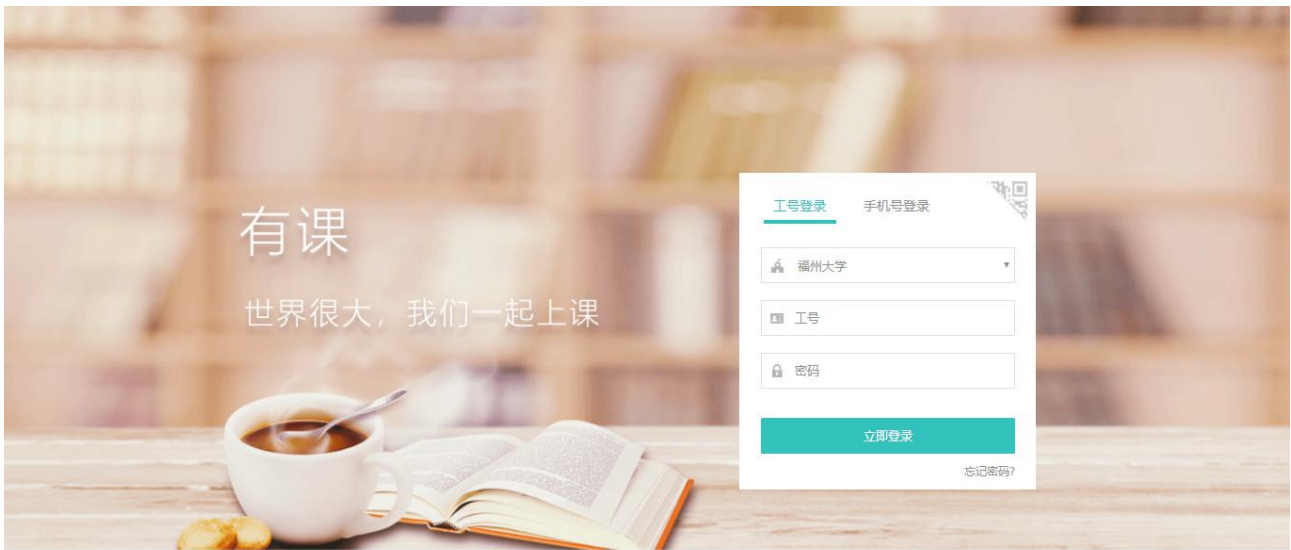 有课
世界很大，我们一起上课
工号登录 手机号登录
福州大学
工号
密码
立即登录
忘记密码?